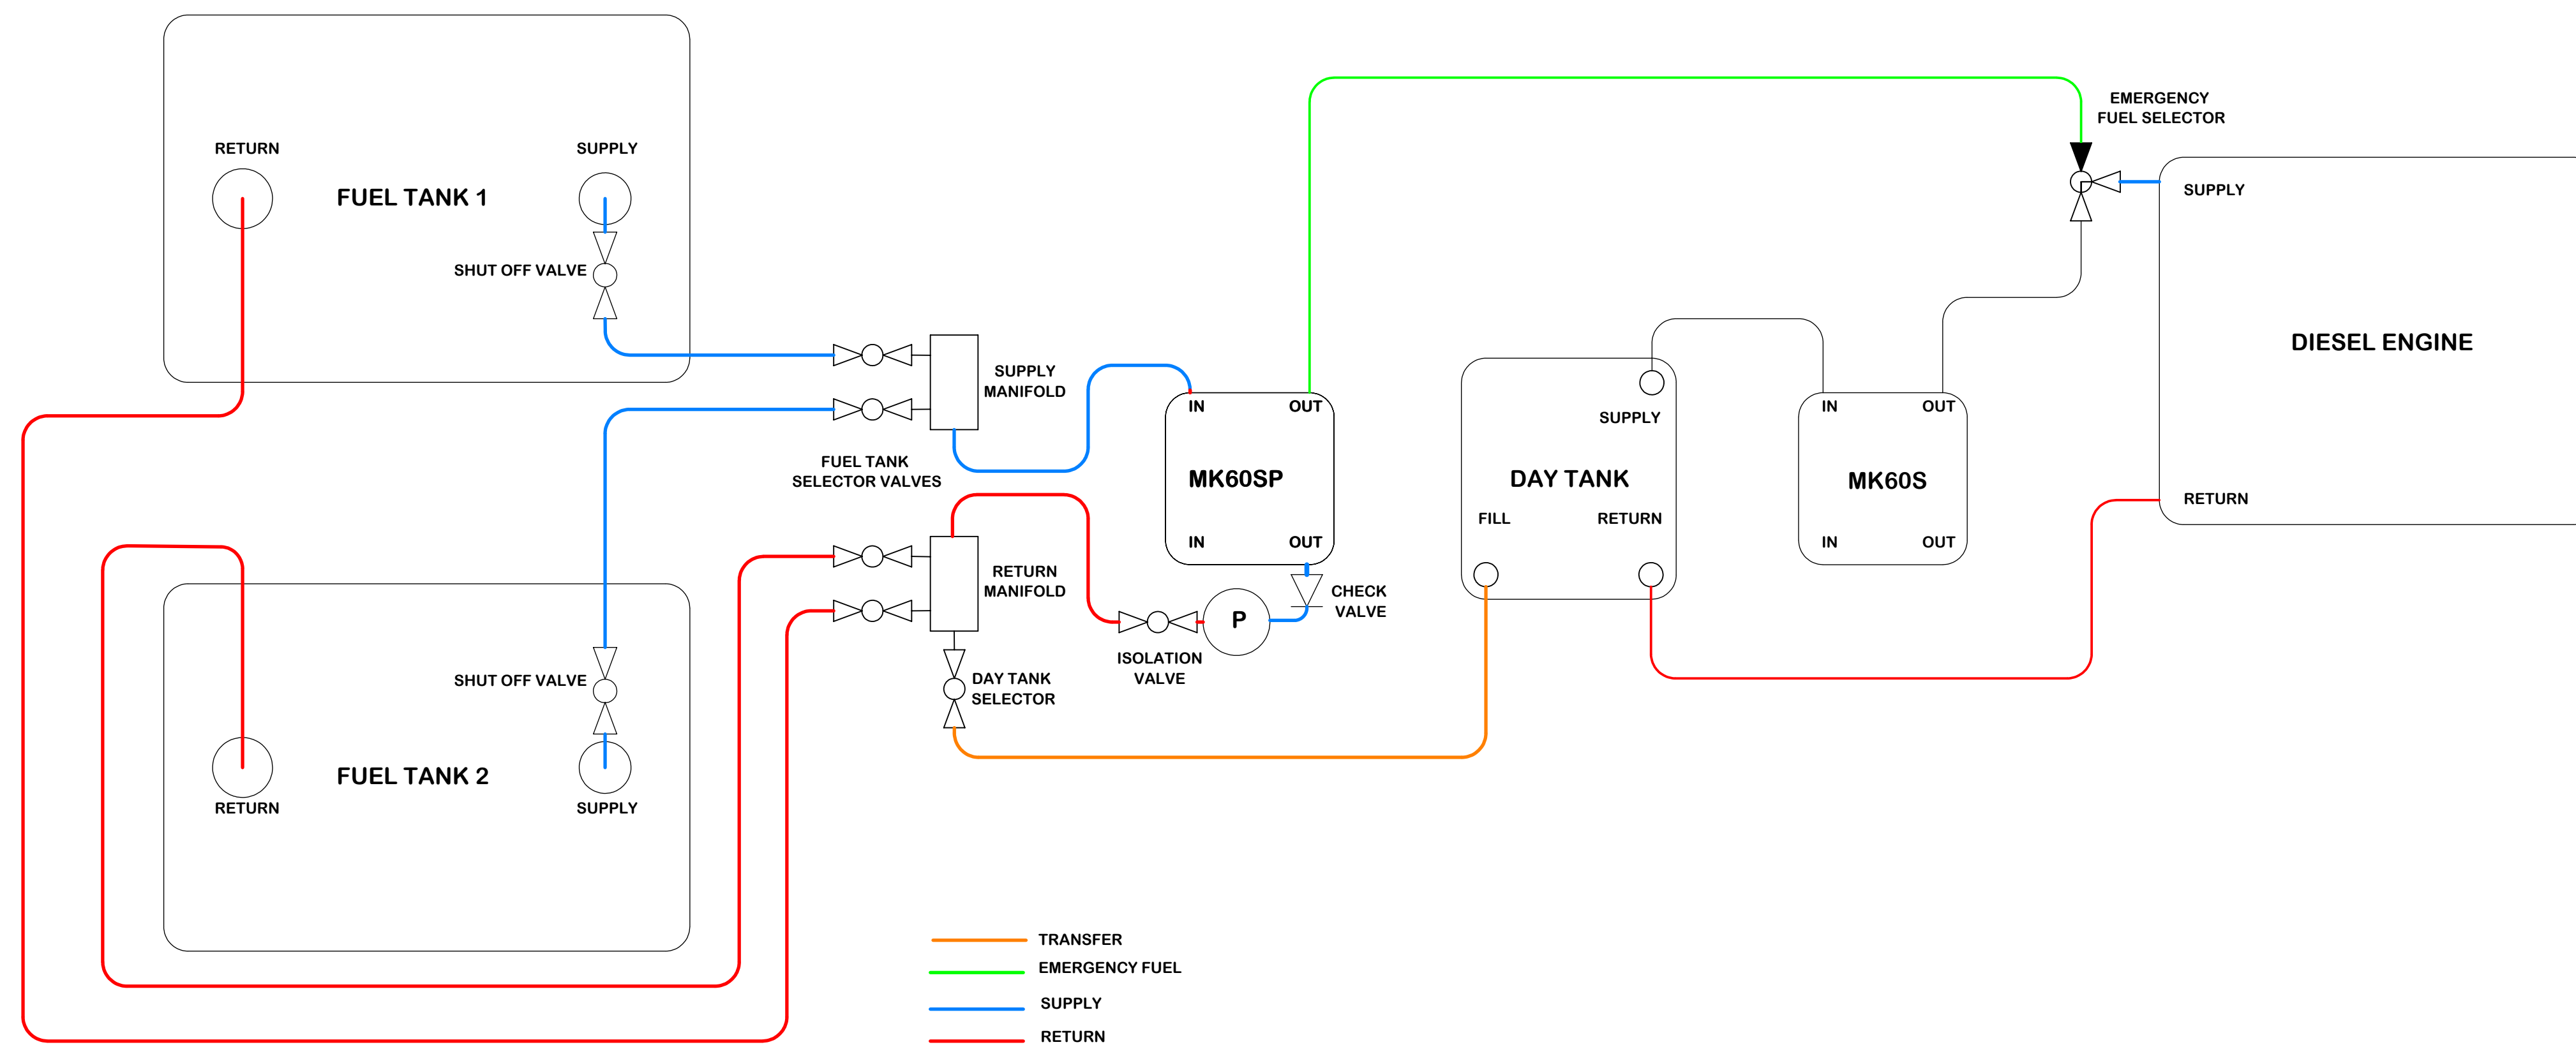 EMERGENCY
FUEL SELECTOR
RETURN
SUPPLY
FUEL TANK 1
SUPPLY
SHUT OFF VALVE
DIESEL ENGINE
SUPPLY
MANIFOLD
IN
OUT
SUPPLY
IN
OUT
FUEL TANK
SELECTOR VALVES
MK60SP
DAY TANK
MK60S
FILL
RETURN
RETURN
IN
OUT
IN
OUT
RETURN
MANIFOLD
CHECK
VALVE
P
ISOLATION
VALVE
SHUT OFF VALVE
DAY TANK
SELECTOR
FUEL TANK 2
RETURN
SUPPLY
TRANSFER
EMERGENCY FUEL
SUPPLY
RETURN